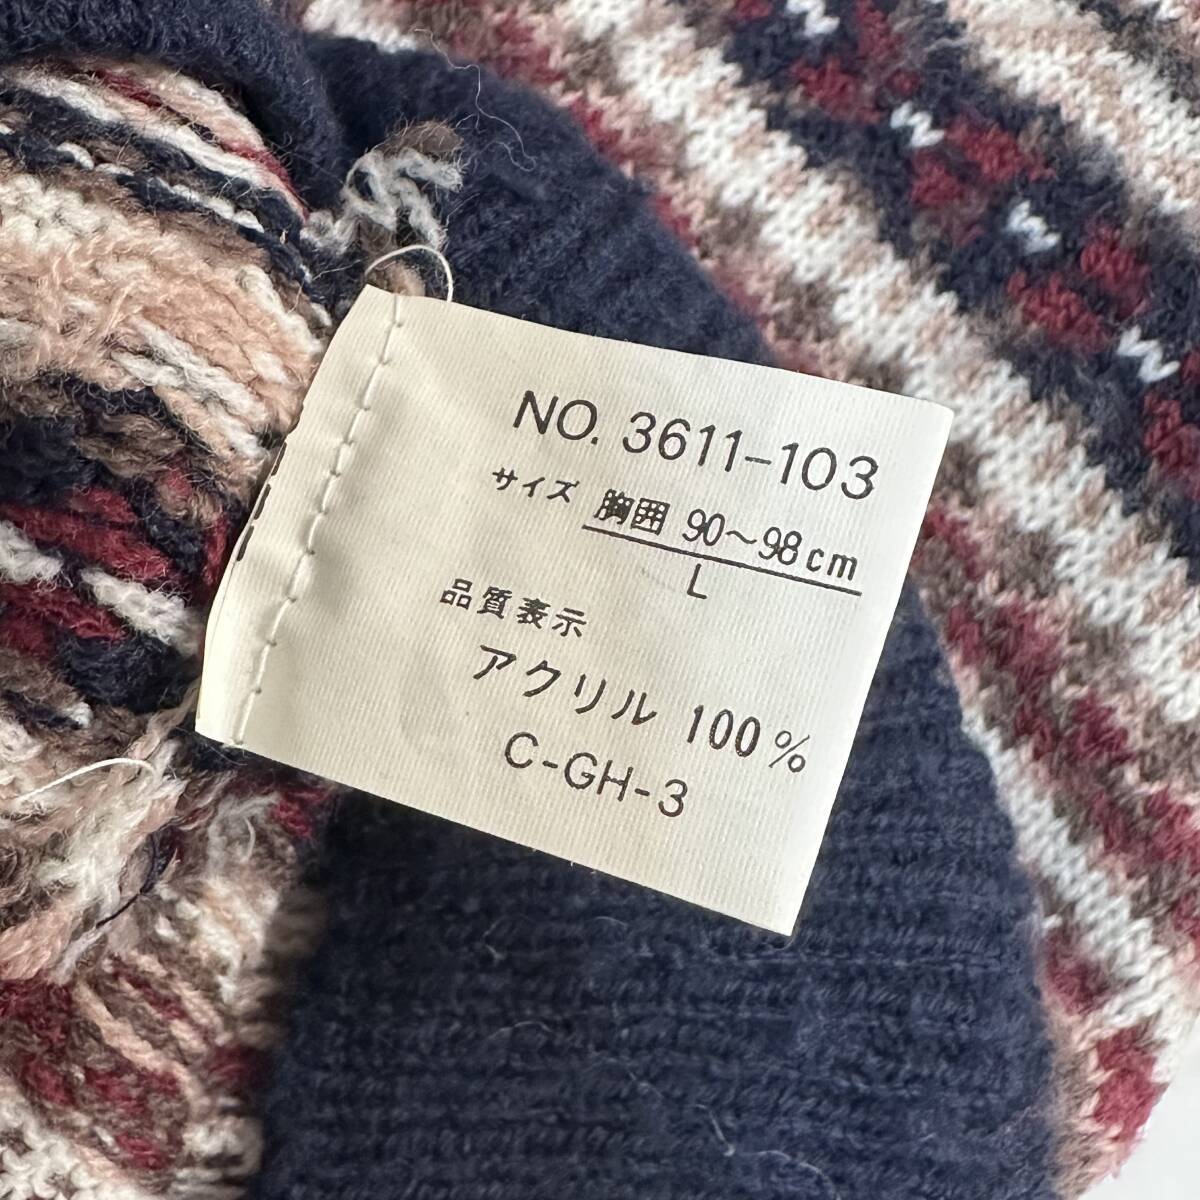 NO. 3611-103
サイズ 胸囲 90～98cm
L
品質表示
アクリル 100%
C-GH-3